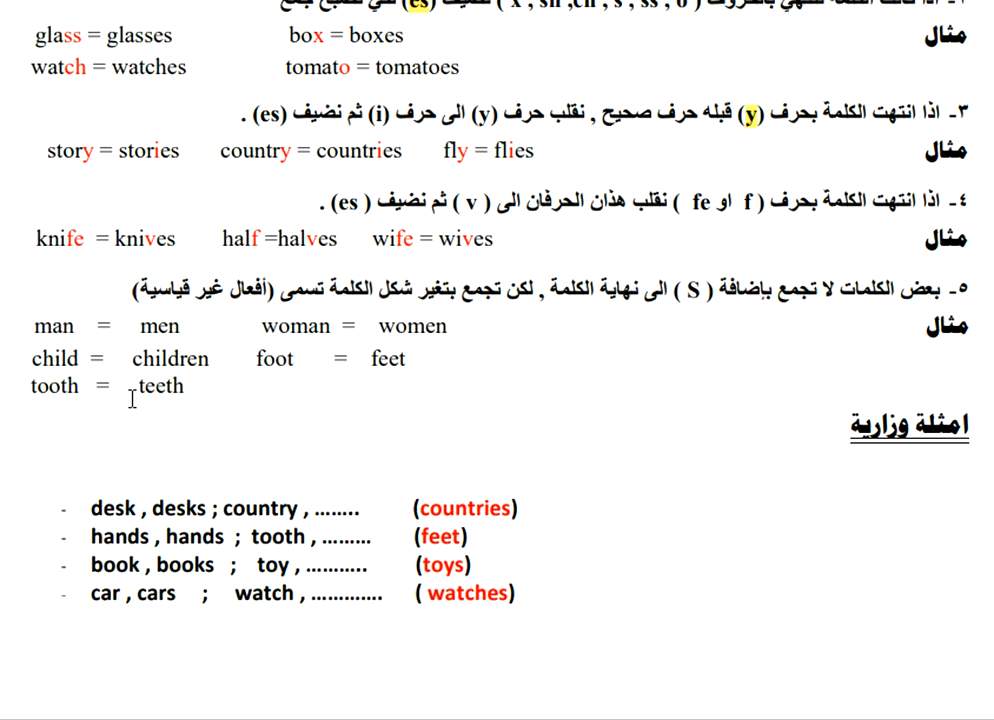 (es)
glass = glasses box = boxes مثال
watch = watches tomato = tomatoes
٣- اذا انتهت الكلمة بحرف (y) قبله حرف صحيح , نقلب حرف (y) الى حرف (i) ثم نضيف (es) .
story = stories country = countries fly = flies مثال
٤- اذا انتهت الكلمة بحرف ( f او fe ) نقلب هذان الحرفان الى ( v ) ثم نضيف ( es) .
knife = knives half =halves wife = wives مثال
٥- بعض الكلمات لا تجمع بإضافة ( S ) الى نهاية الكلمة , لكن تجمع بتغير شكل الكلمة تسمى (أفعال غير قياسية)
man = men woman = women مثال
child = children foot = feet
tooth = teeth
امثلة وزارية
- desk , desks ; country , ........ (countries)
- hands , hands ; tooth , ......... (feet)
- book , books ; toy , ........... (toys)
- car , cars ; watch , ............. ( watches)